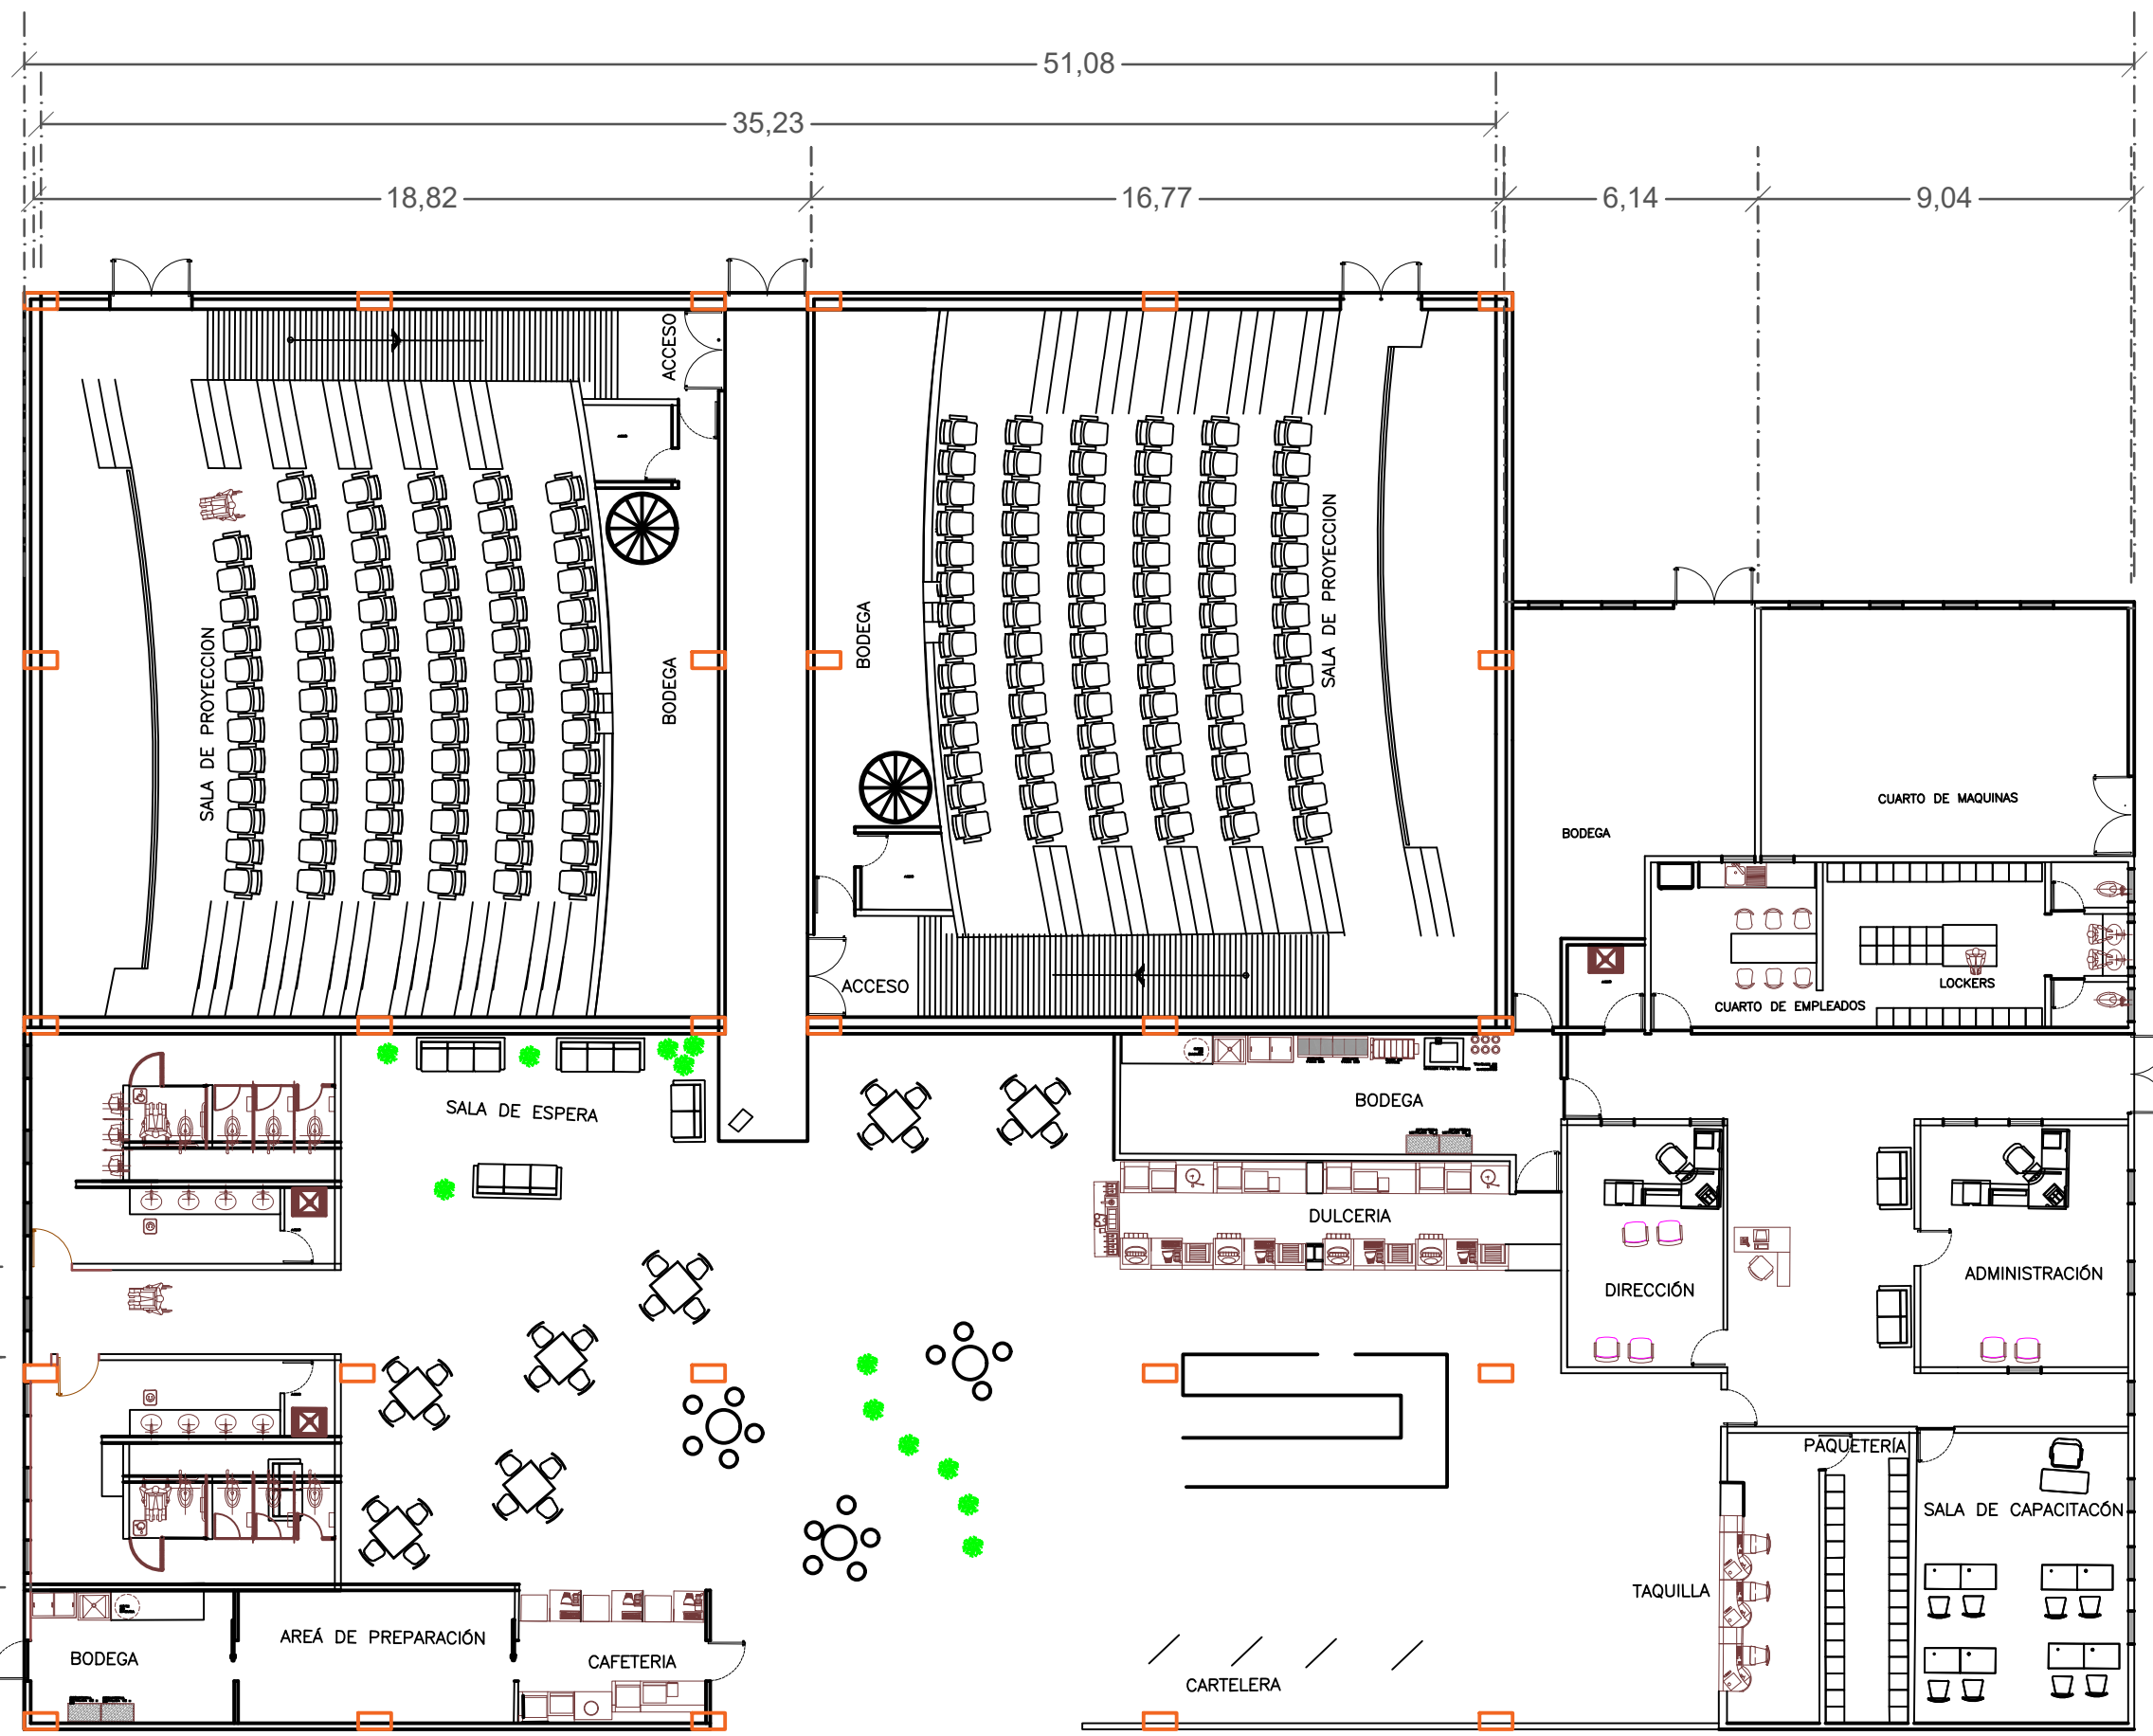 51,08
35,23
18,82
16,77
6,14
9,04
ACCESO
SALA DE PROYECCION
BODEGA
BODEGA
SALA DE PROYECCION
CUARTO DE MAQUINAS
BODEGA
ACCESO
LOCKERS
CUARTO DE EMPLEADOS
SALA DE ESPERA
BODEGA
DULCERIA
DIRECCIÓN
ADMINISTRACIÓN
PAQUETERÍA
SALA DE CAPACITACÓN
TAQUILLA
AREÁ DE PREPARACIÓN
BODEGA
CAFETERIA
CARTELERA